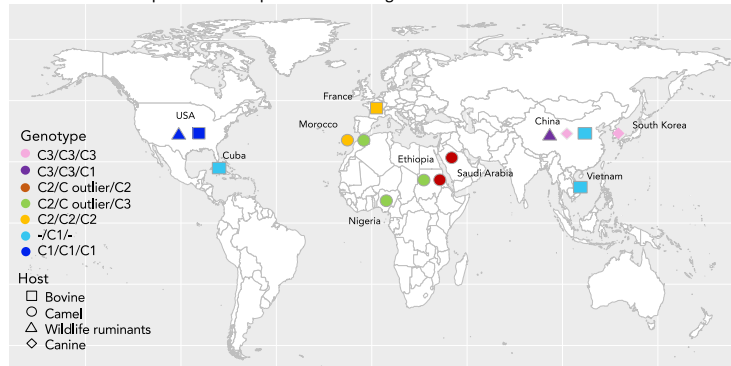 USA
Cuba
France
Morocco
Ethiopia
Saudi Arabia
Nigeria
China
South Korea
Vietnam
Genotype
C3/C3/C3
C3/C3/C1
C2/C outlier/C2
C2/C outlier/C3
C2/C2/C2
-/C1/-
C1/C1/C1
Host
Bovine
Camel
Wildlife ruminants
Canine